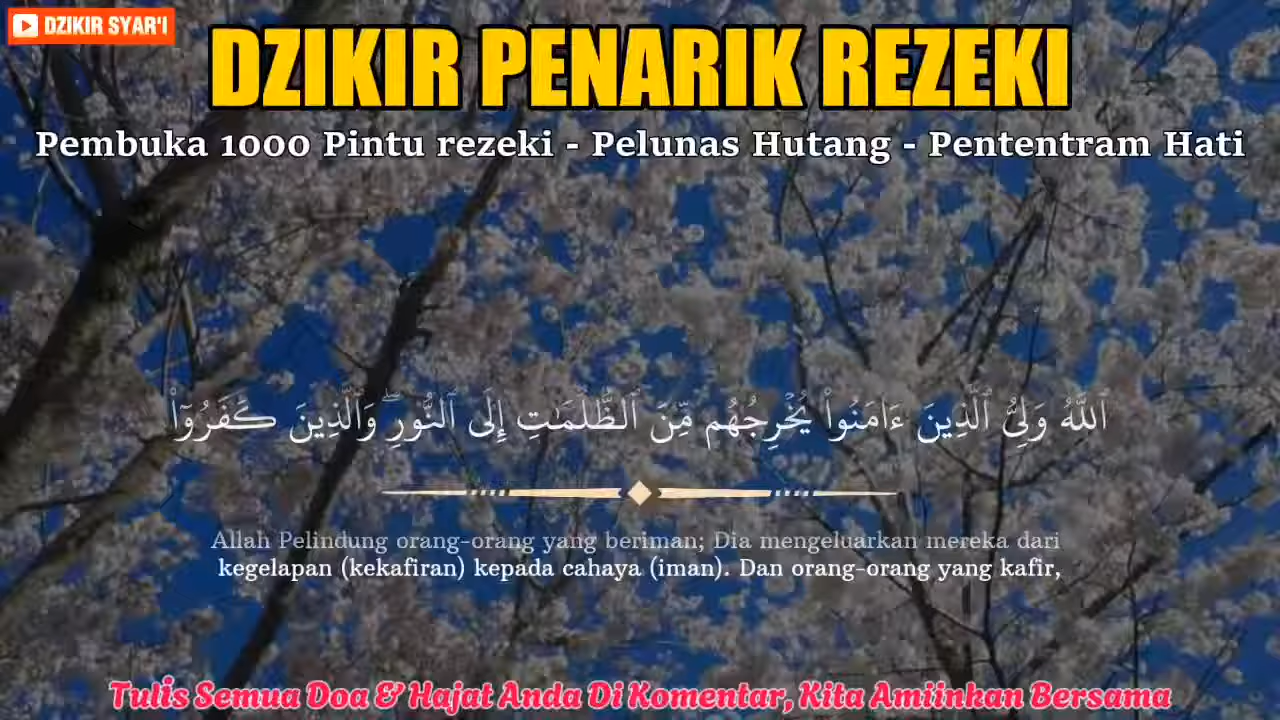 DZIKIR SYAR'I
DZIKIR PENARIK REZEKI
Pembuka 1000 Pintu rezeki - Pelunas Hutang - Pententram Hati
ٱللَّهُ وَلِىُّ ٱلَّذِينَ ءَامَنُوا۟ يُخْرِجُهُم مِّنَ ٱلظُّلُمَـٰتِ إِلَى ٱلنُّورِ ۖ وَٱلَّذِينَ كَفَرُوٓا۟
Allah Pelindung orang-orang yang beriman; Dia mengeluarkan mereka dari
kegelapan (kekafiran) kepada cahaya (iman). Dan orang-orang yang kafir,
Tulis Semua Doa & Hajat Anda Di Komentar, Kita Amiinkan Bersama